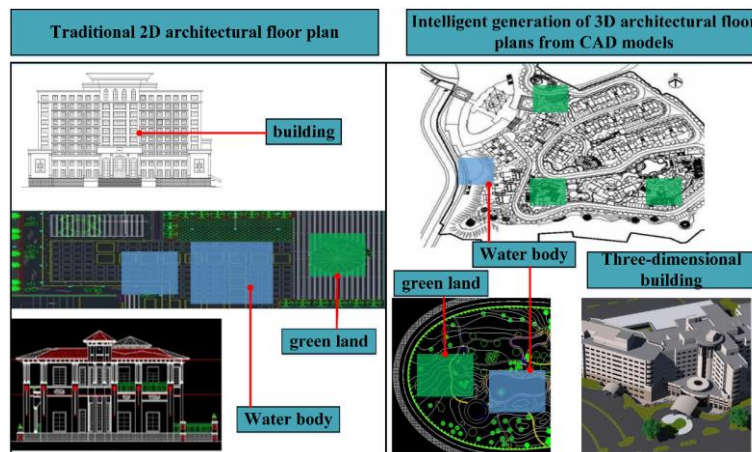 Traditional 2D architectural floor plan
Intelligent generation of 3D architectural floor
plans from CAD models
building
green land
Water body
Water body
green land
Three-dimensional
building